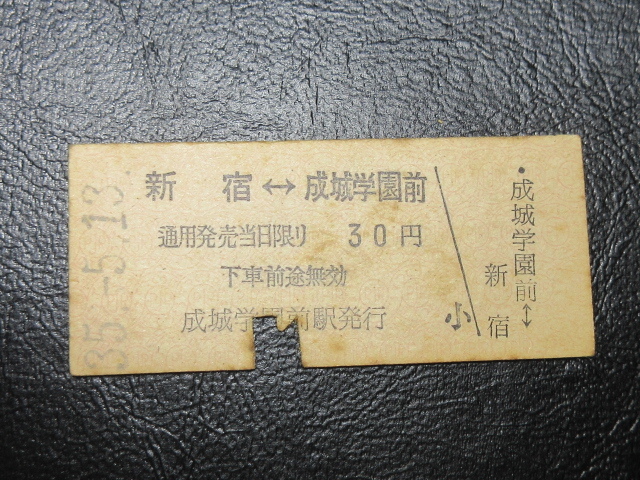 35.-5.13.
新宿↔成城学園前
通用発売当日限り 30円
下車前途無効
成城学園前駅発行
小
・成城学園前↔
新宿